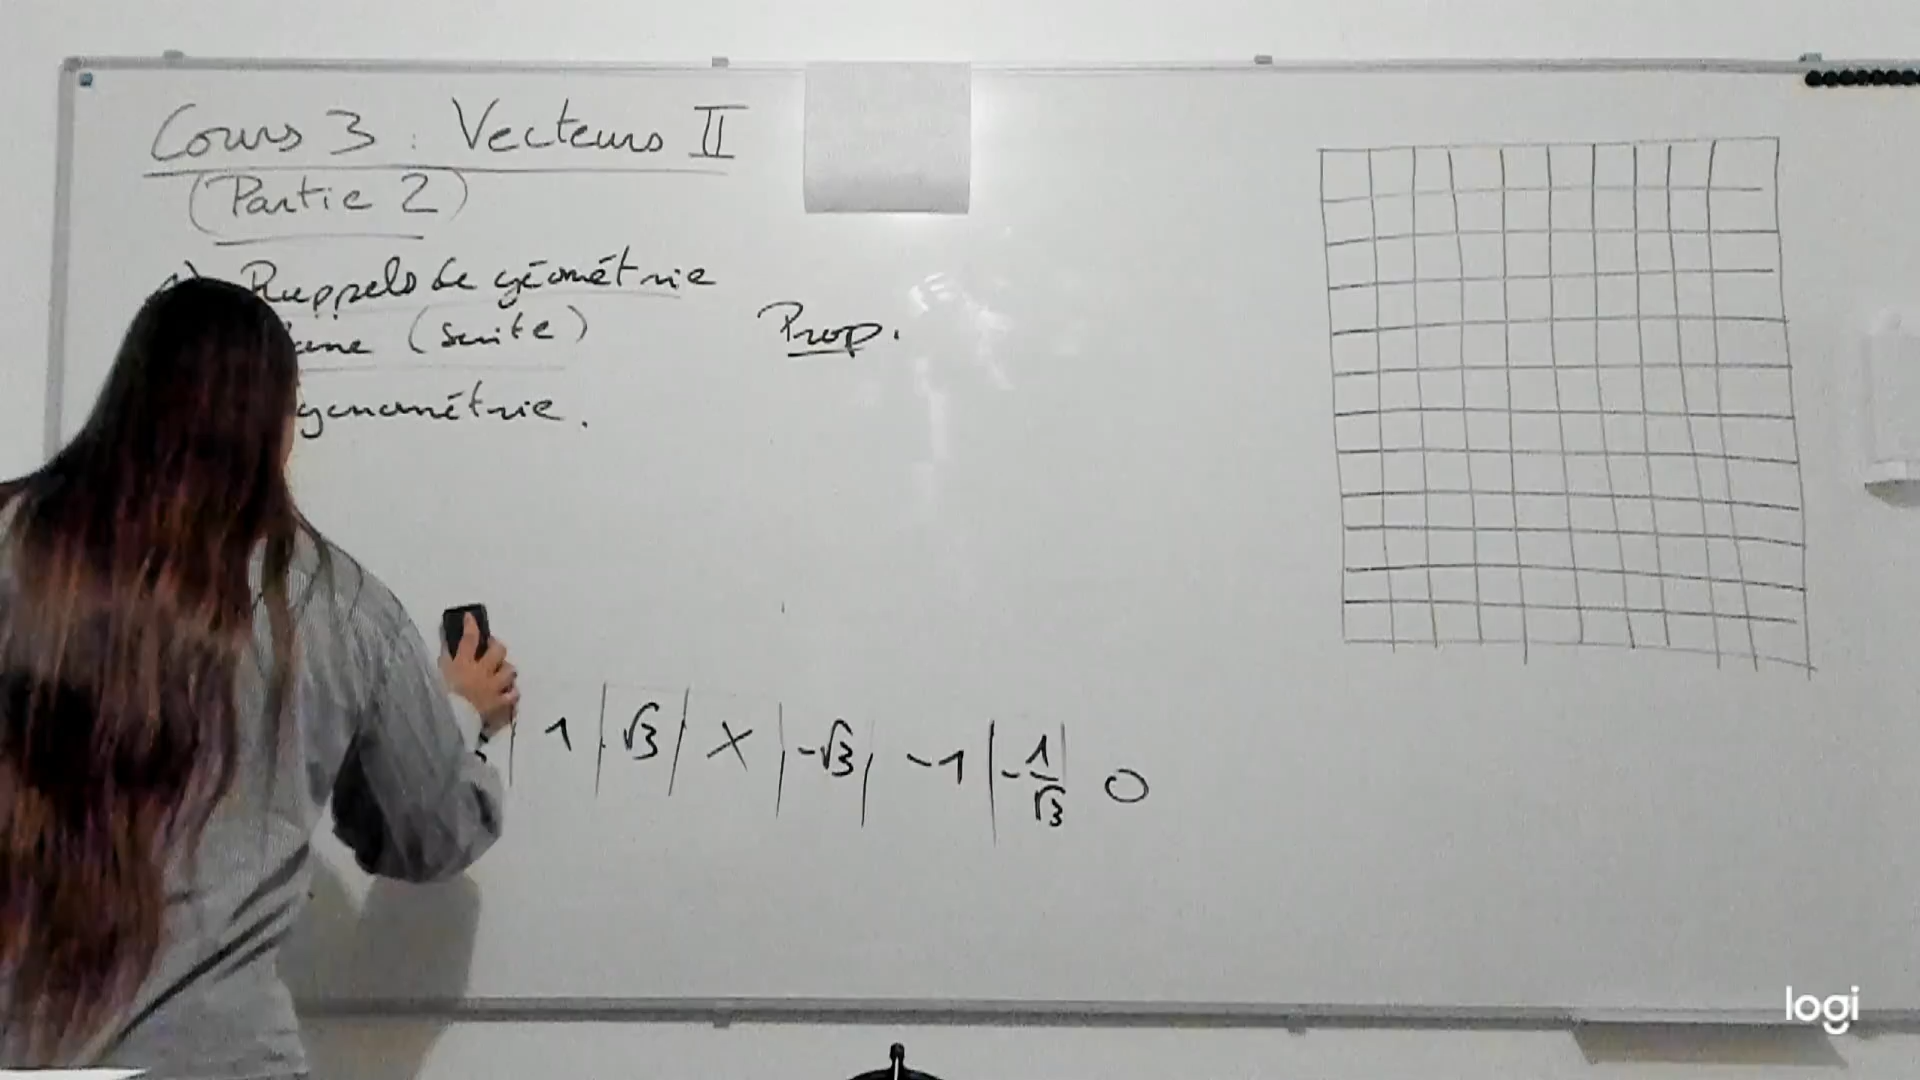 Cours 3 : Vecteurs II
(Partie 2)
Rappels de géométrie
(suite)
Prop.
1 | √3 | X | -√3 | -1 | -1/√3 | 0
logi